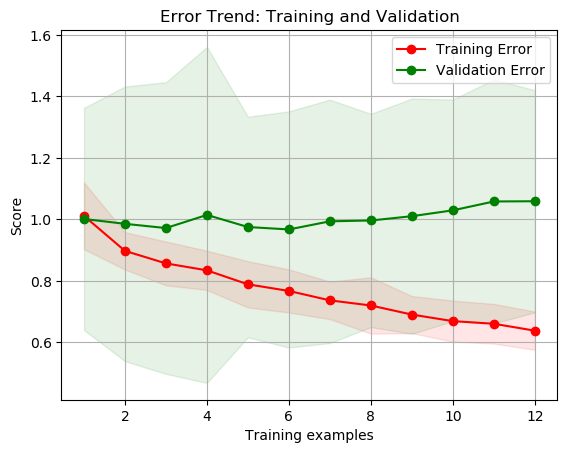 Error Trend: Training and Validation
1.6
1.4
1.2
1.0
0.8
0.6
Score
Training Error
Validation Error
2
4
6
8
10
12
Training examples